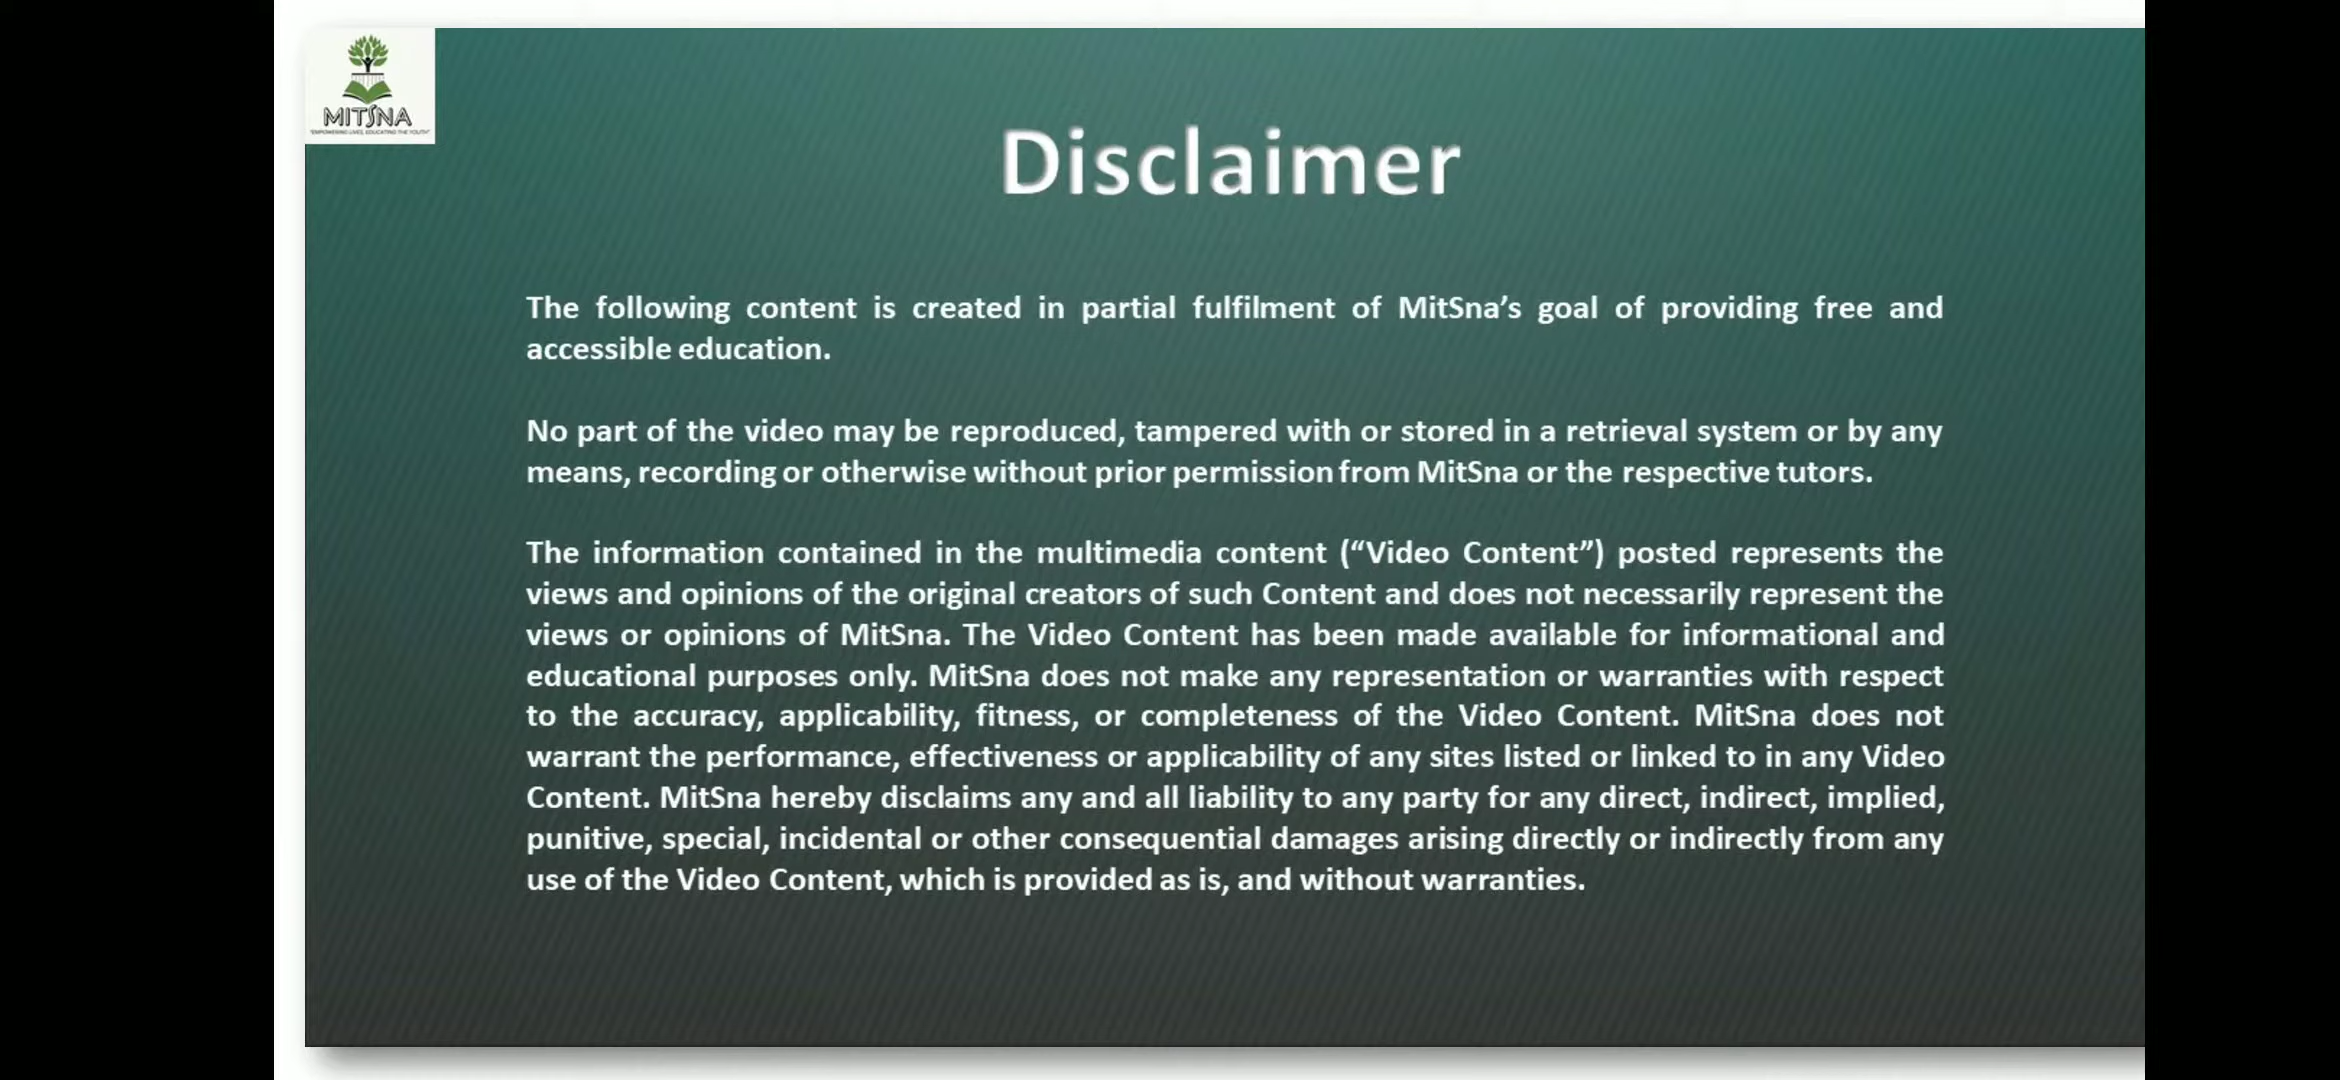 MITSNA
"EMPOWERING LIVES, EDUCATING THE YOUTH"
Disclaimer
The following content is created in partial fulfilment of MitSna’s goal of providing free and
accessible education.
No part of the video may be reproduced, tampered with or stored in a retrieval system or by any
means, recording or otherwise without prior permission from MitSna or the respective tutors.
The information contained in the multimedia content (“Video Content”) posted represents the
views and opinions of the original creators of such Content and does not necessarily represent the
views or opinions of MitSna. The Video Content has been made available for informational and
educational purposes only. MitSna does not make any representation or warranties with respect
to the accuracy, applicability, fitness, or completeness of the Video Content. MitSna does not
warrant the performance, effectiveness or applicability of any sites listed or linked to in any Video
Content. MitSna hereby disclaims any and all liability to any party for any direct, indirect, implied,
punitive, special, incidental or other consequential damages arising directly or indirectly from any
use of the Video Content, which is provided as is, and without warranties.